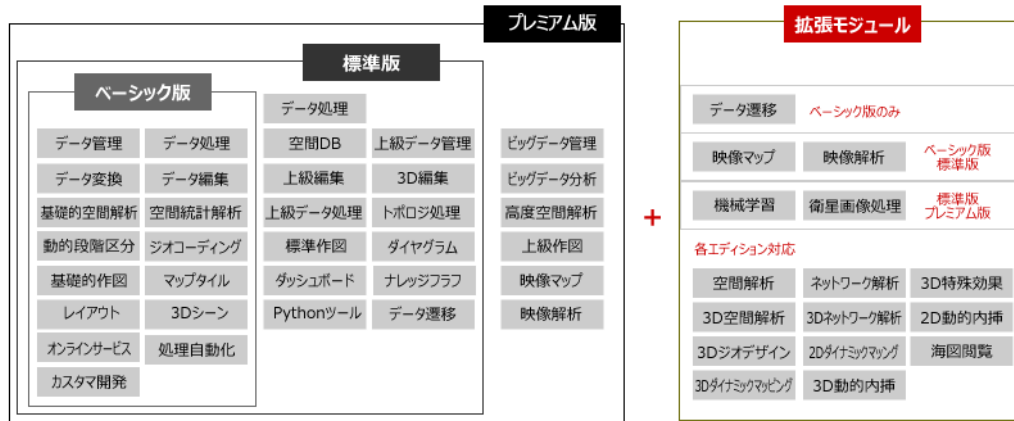 プレミアム版
標準版
ベーシック版
データ管理
データ処理
データ変換
データ編集
基礎的空間解析
空間統計解析
動的段階区分
ジオコーディング
基礎的作図
マップタイル
レイアウト
3Dシーン
オンラインサービス
処理自動化
カスタマ開発
データ処理
空間DB
上級データ管理
上級編集
3D編集
上級データ処理
トポロジ処理
標準作図
ダイヤグラム
ダッシュボード
ナレッジフラフ
Pythonツール
データ遷移
ビッグデータ管理
ビッグデータ分析
高度空間解析
上級作図
映像マップ
映像解析
+
拡張モジュール
データ遷移
ベーシック版のみ
映像マップ
映像解析
ベーシック版
標準版
機械学習
衛星画像処理
標準版
プレミアム版
各エディション対応
空間解析
ネットワーク解析
3D特殊効果
3D空間解析
3Dネットワーク解析
2D動的内挿
3Dジオデザイン
2Dダイナミックマッング
海図閲覧
3Dダイナミックマッピング
3D動的内挿